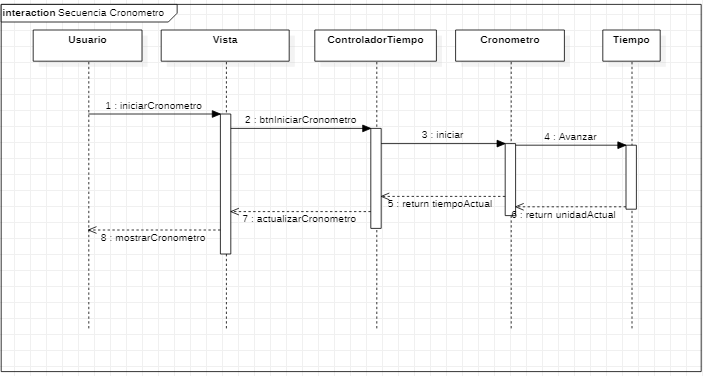 interaction Secuencia Cronometro
Usuario
Vista
ControladorTiempo
Cronometro
Tiempo
1 : iniciarCronometro
2 : btnIniciarCronometro
3 : iniciar
4 : Avanzar
5 : return tiempoActual
6 : return unidadActual
7 : actualizarCronometro
8 : mostrarCronometro